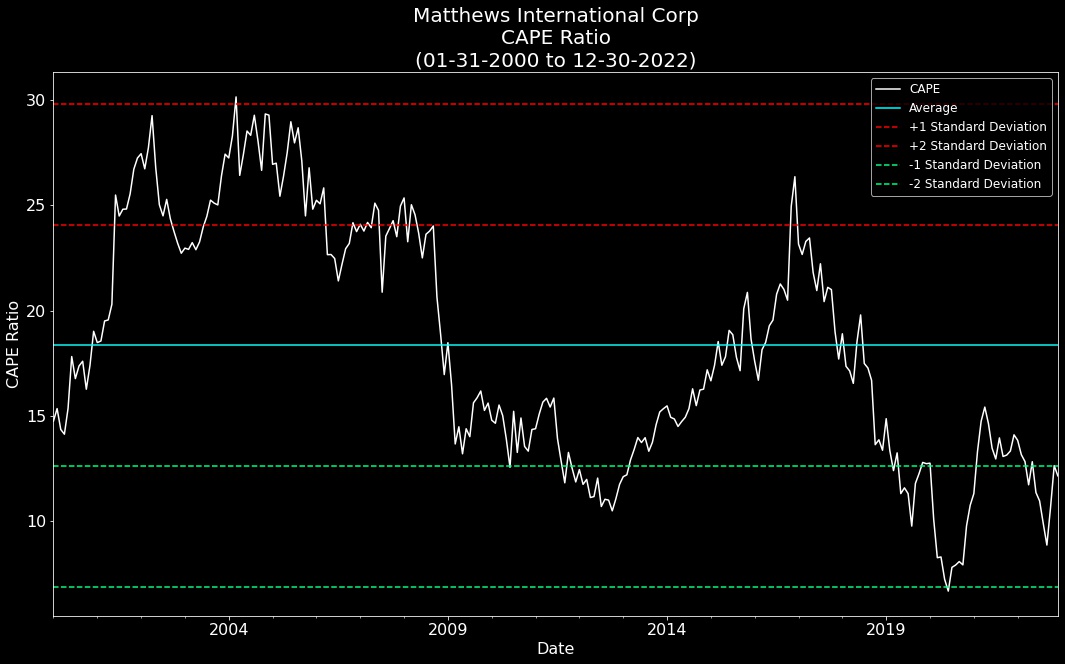 Matthews International Corp
CAPE Ratio
(01-31-2000 to 12-30-2022)
CAPE
Average
+1 Standard Deviation
+2 Standard Deviation
-1 Standard Deviation
-2 Standard Deviation
CAPE Ratio
30
25
20
15
10
2004
2009
2014
2019
Date